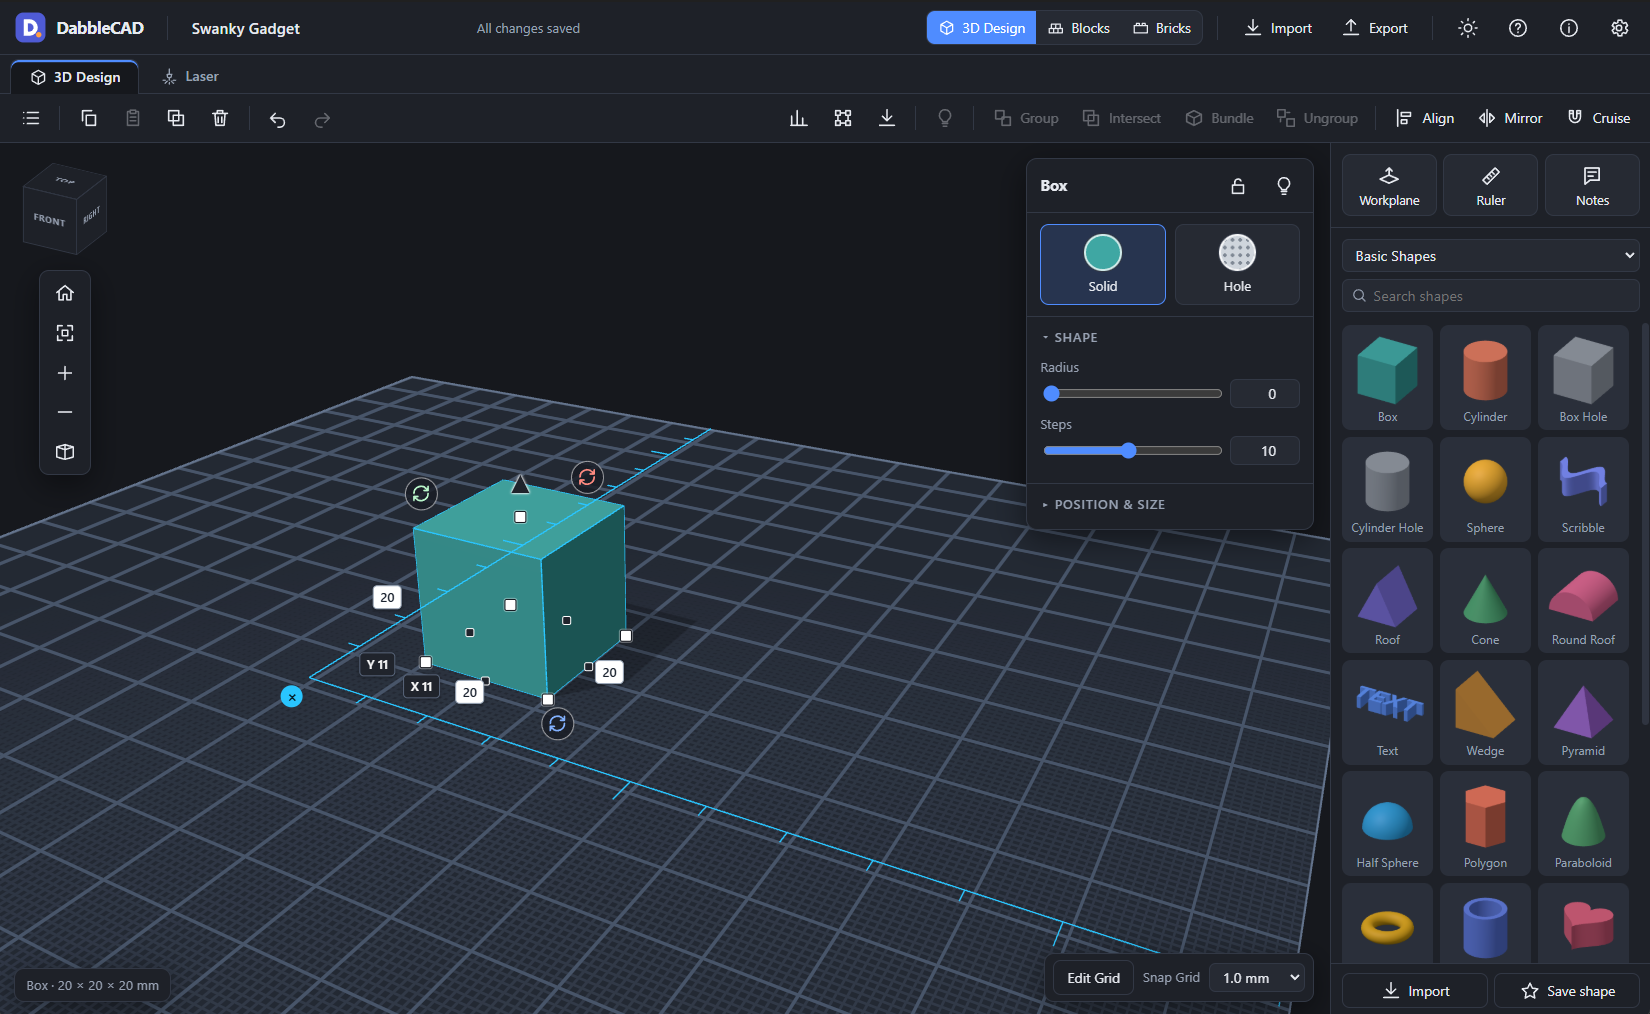 D.
DabbleCAD
Swanky Gadget
All changes saved
3D Design
Blocks
Bricks
Import
Export
3D Design
Laser
Group
Intersect
Bundle
Ungroup
Align
Mirror
Cruise
TOP
FRONT
RIGHT
Box
Solid
Hole
SHAPE
Radius
0
Steps
10
POSITION & SIZE
Workplane
Ruler
Notes
Basic Shapes
Search shapes
Box
Cylinder
Box Hole
Cylinder Hole
Sphere
Scribble
Roof
Cone
Round Roof
Text
Wedge
Pyramid
Half Sphere
Polygon
Paraboloid
20
Y 11
X 11
20
20
Box · 20 × 20 × 20 mm
Edit Grid
Snap Grid
1.0 mm
Import
Save shape